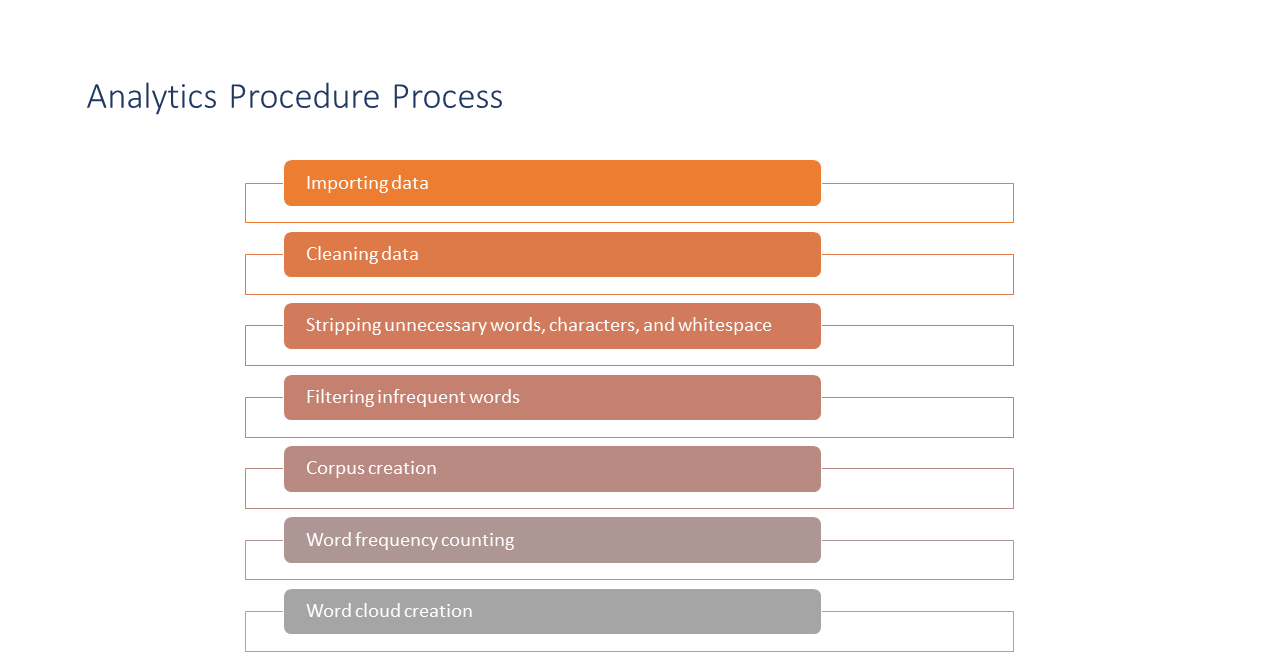 Analytics Procedure Process
Importing data
Cleaning data
Stripping unnecessary words, characters, and whitespace
Filtering infrequent words
Corpus creation
Word frequency counting
Word cloud creation